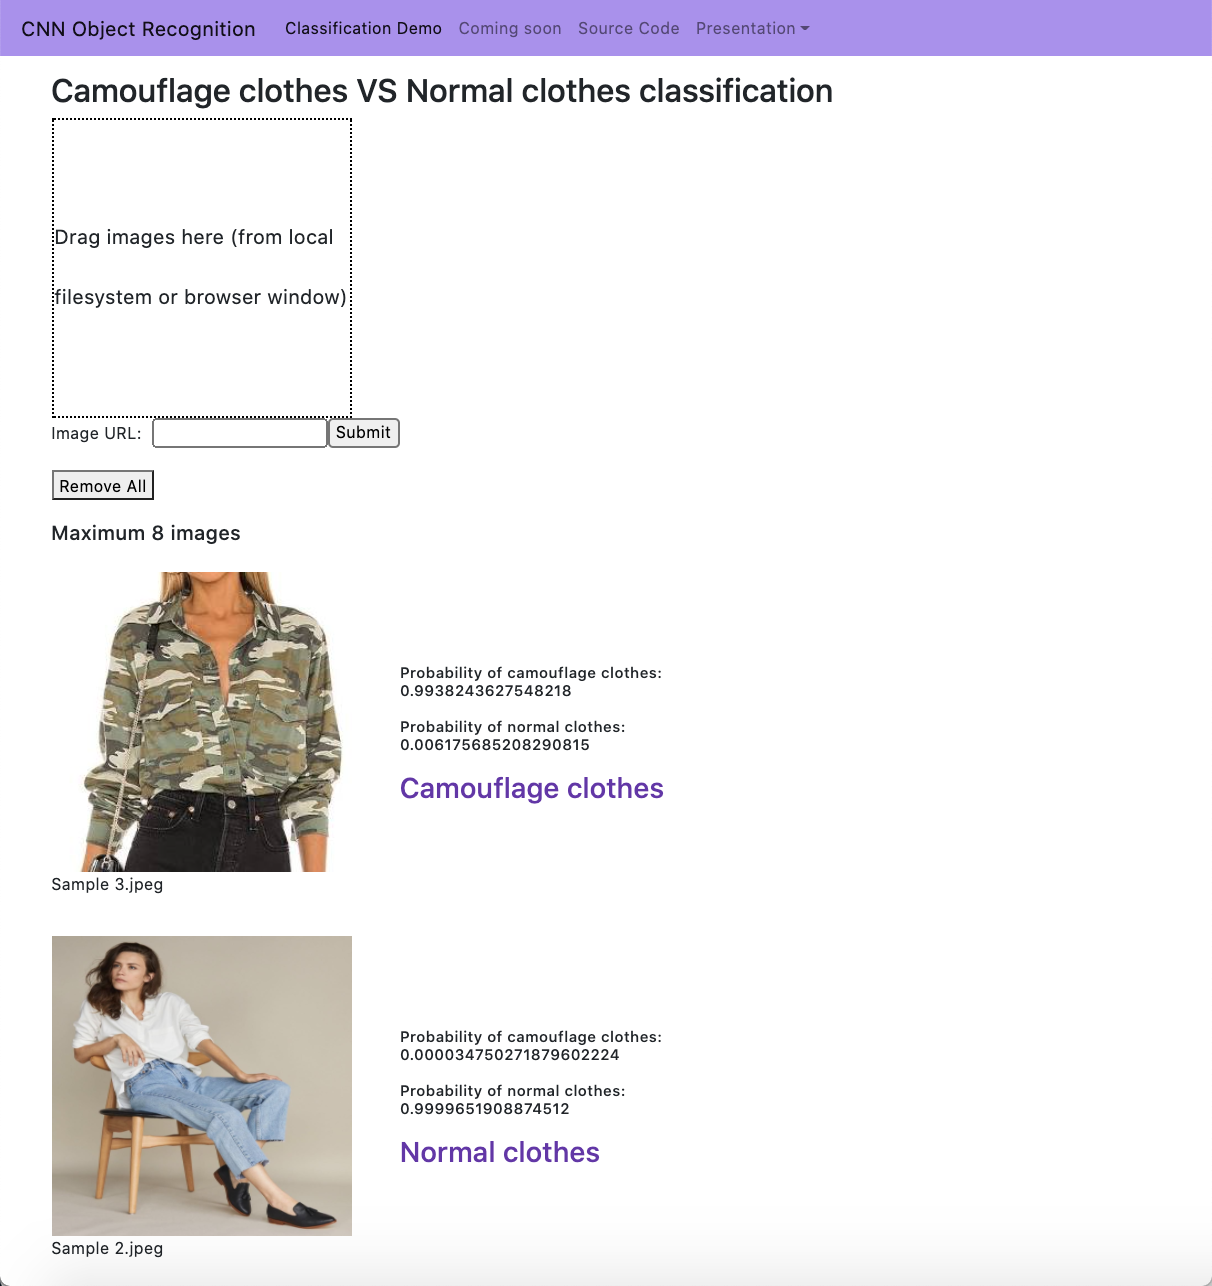 CNN Object Recognition Classification Demo Coming soon Source Code Presentation
Camouflage clothes VS Normal clothes classification
Drag images here (from local
filesystem or browser window)
Image URL: Submit
Remove All
Maximum 8 images
Probability of camouflage clothes:
0.9938243627548218
Probability of normal clothes:
0.006175685208290815
Camouflage clothes
Sample 3.jpeg
Probability of camouflage clothes:
0.000034750271879602224
Probability of normal clothes:
0.9999651908874512
Normal clothes
Sample 2.jpeg